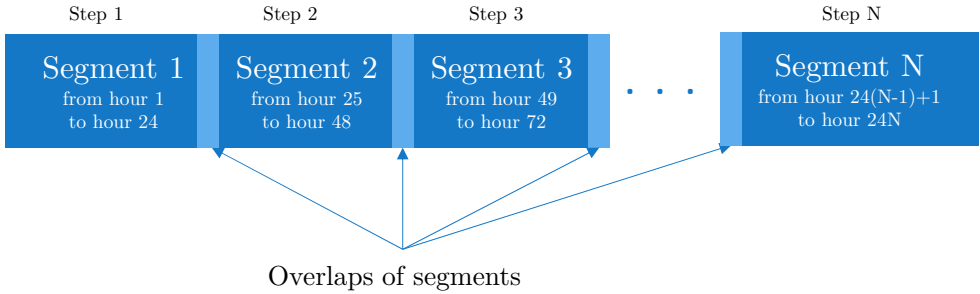 Step 1
Step 2
Step 3
Step N
Segment 1
from hour 1
to hour 24
Segment 2
from hour 25
to hour 48
Segment 3
from hour 49
to hour 72
. . .
Segment N
from hour 24(N-1)+1
to hour 24N
Overlaps of segments